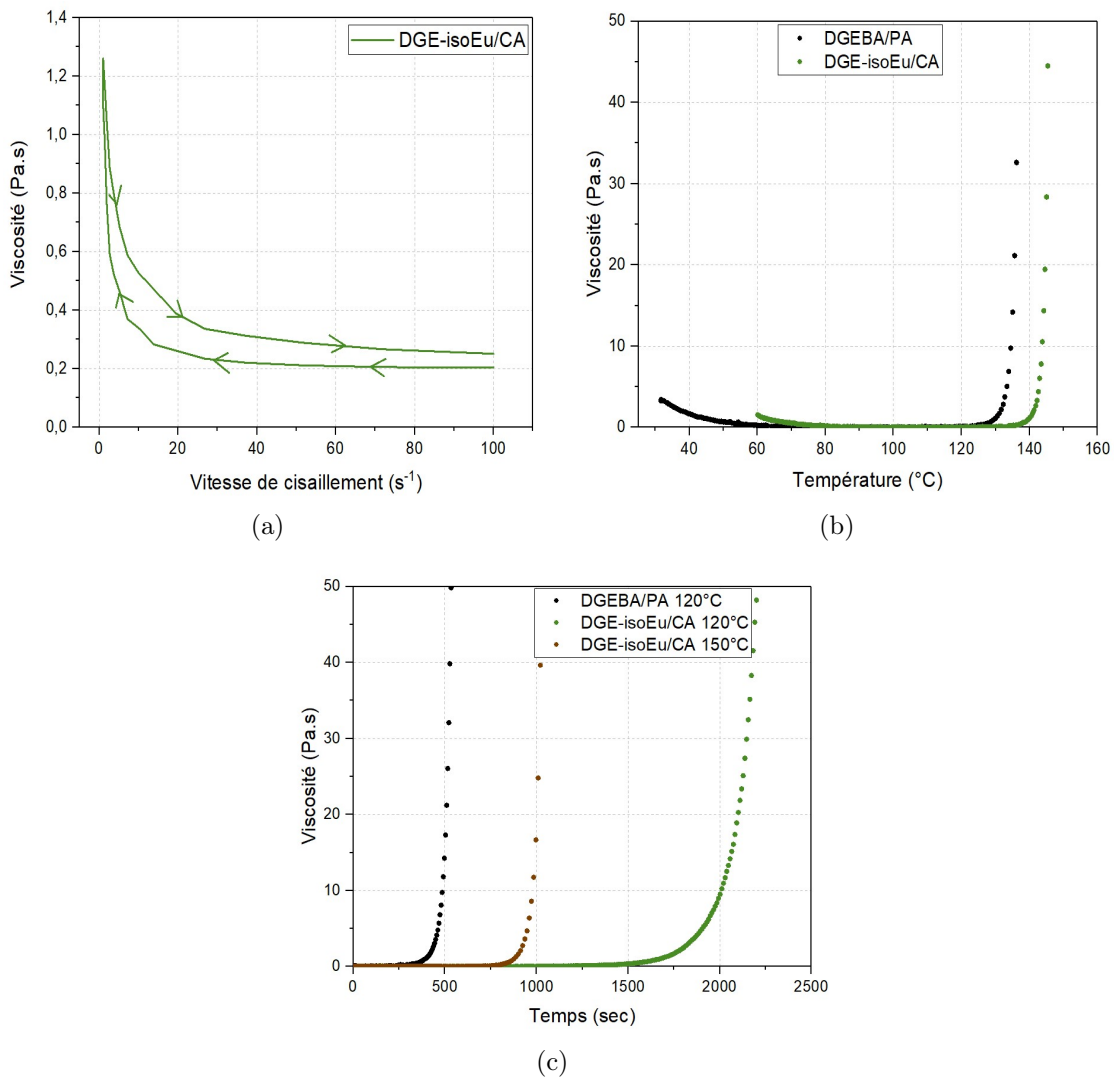 1,4
1,2
1,0
0,8
0,6
0,4
0,2
0,0
Viscosité (Pa.s)
DGE-isoEu/CA
0 20 40 60 80 100
Vitesse de cisaillement (s⁻¹)
(a)
50
40
30
20
10
0
Viscosité (Pa.s)
DGEBA/PA
DGE-isoEu/CA
40 60 80 100 120 140 160
Température (°C)
(b)
50
40
30
20
10
0
Viscosité (Pa.s)
DGEBA/PA 120°C
DGE-isoEu/CA 120°C
DGE-isoEu/CA 150°C
0 500 1000 1500 2000 2500
Temps (sec)
(c)